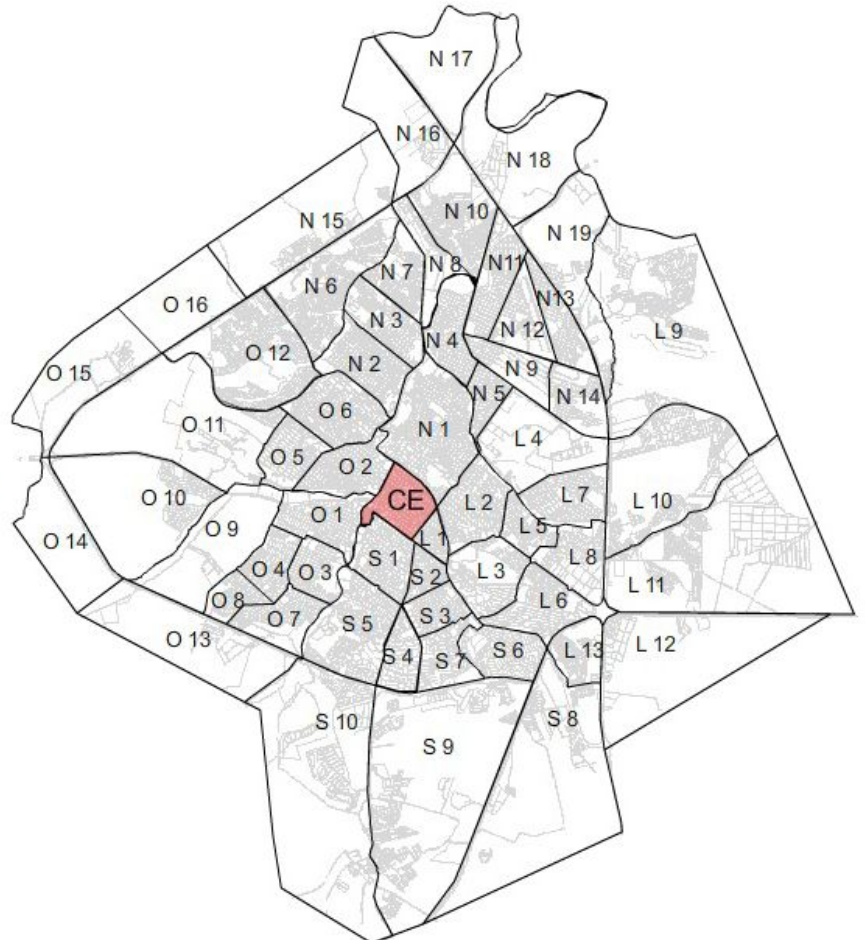 N 17
N 16
N 18
N 10
N 15
N 19
N 7
N 8
N11
N 6
N13
O 16
N 3
N 12
L 9
N 4
O 12
N 2
N 9
O 15
N 5
N 14
O 6
O 11
N 1
L 4
O 5
O 2
O 10
L 7
CE
L 2
L 10
O 1
O 9
L 5
L 1
O 14
S 1
L 8
O 4
O 3
S 2
L 3
L 11
O 8
L 6
O 7
S 3
S 5
O 13
S 4
S 7
S 6
L 13
L 12
S 10
S 8
S 9